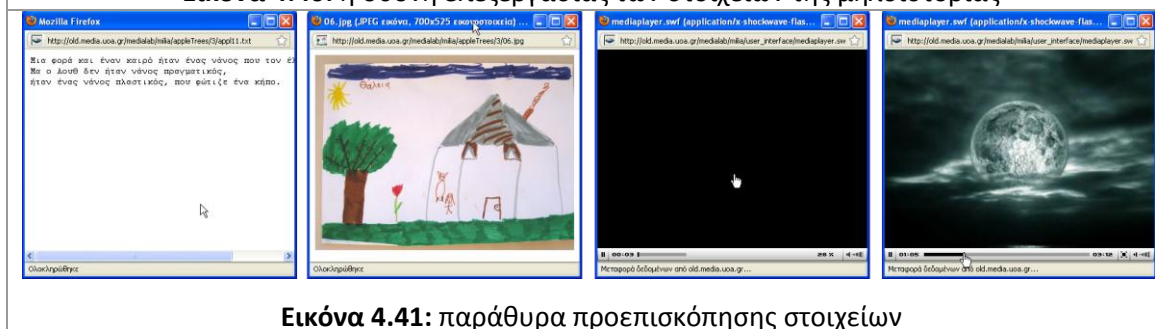 Mozilla Firefox
http://old.media.uoa.gr/medialab/milia/appleTrees/3/appl11.txt
Μια φορά και έναν καιρό ήταν ένας νάνος που τον έλ
Μα ο Λουθ δεν ήταν νάνος πραγματικός,
ήταν ένας νάνος πλαστικός, που φώτιζε ένα κήπο.
Ολοκληρώθηκε
06.jpg (JPEG εικόνα, 700x525 εικονοστοιχεία) ...
http://old.media.uoa.gr/medialab/milia/appleTrees/3/06.jpg
Θάλεια
Ολοκληρώθηκε
mediaplayer.swf (application/x-shockwave-flas...
http://old.media.uoa.gr/medialab/milia/user_interface/mediaplayer.sw
00:03
28 %
Μεταφορά δεδομένων από old.media.uoa.gr...
mediaplayer.swf (application/x-shockwave-flas...
http://old.media.uoa.gr/medialab/milia/user_interface/mediaplayer.sw
01:05
03:12
Μεταφορά δεδομένων από old.media.uoa.gr...
Εικόνα 4.41: παράθυρα προεπισκόπησης στοιχείων